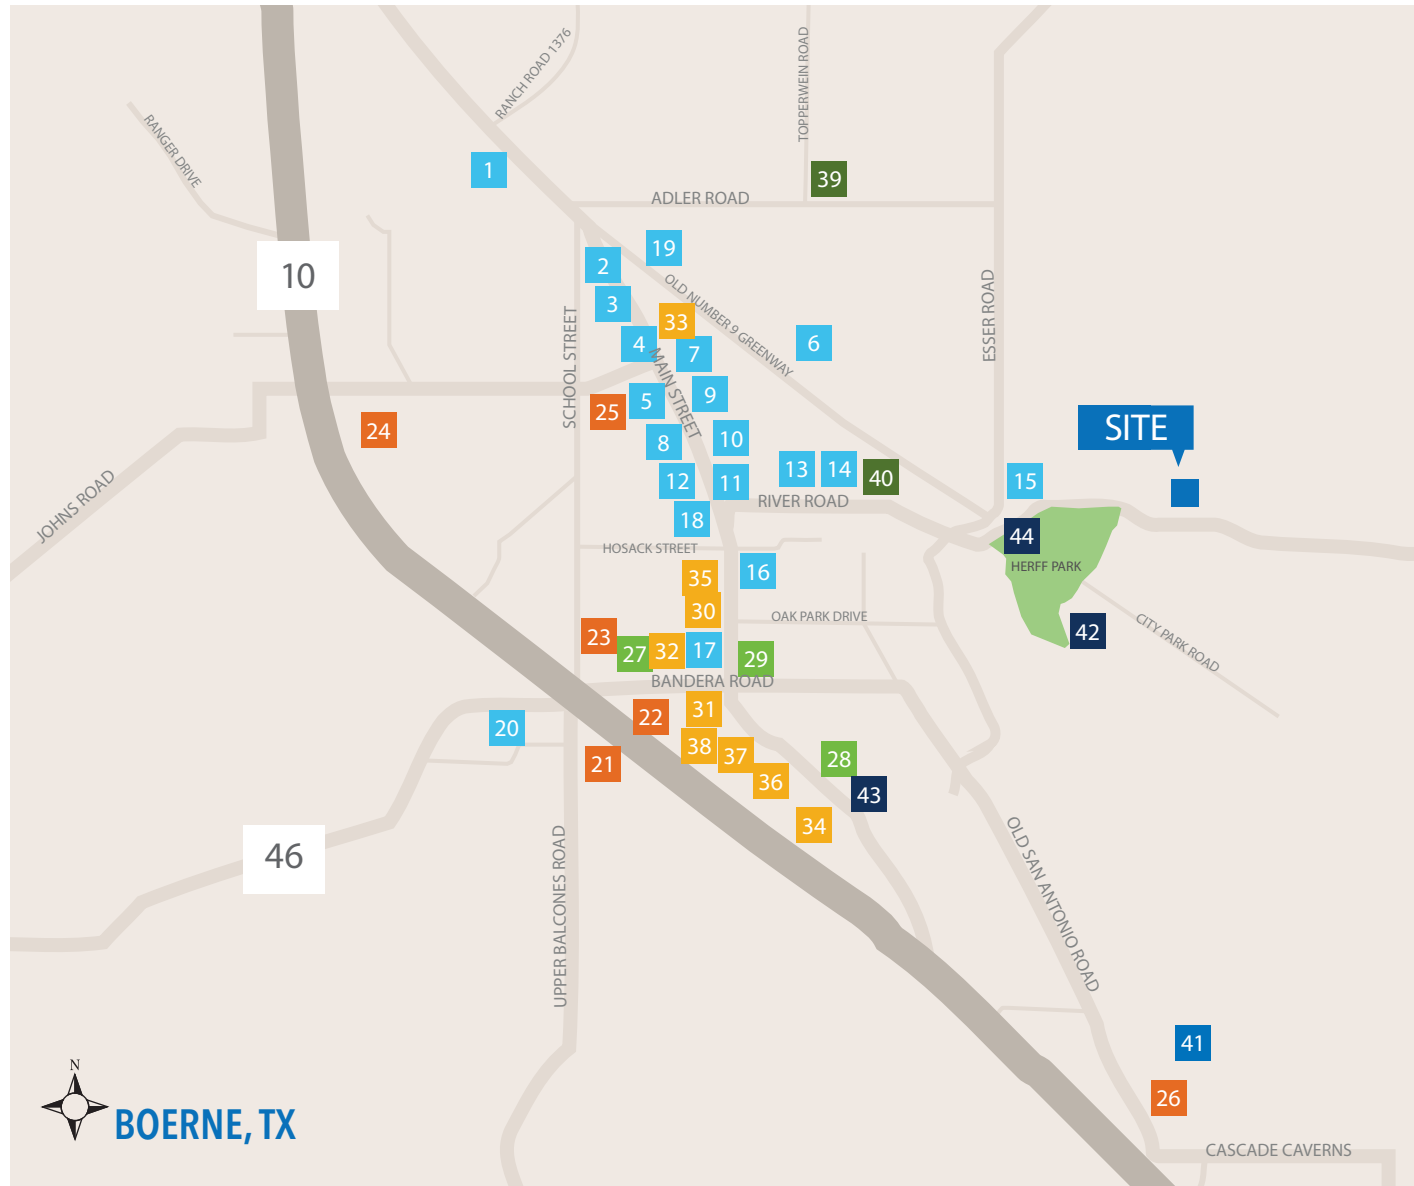 RANCH ROAD 1376
TOPPERWEIN ROAD
RANGER DRIVE
1
39
ADLER ROAD
19
2
10
OLD NUMBER 9 GREENWAY
ESSER ROAD
3
33
SCHOOL STREET
4
7
6
MAIN STREET
5
9
25
24
SITE
8
10
13
14
40
12
11
15
JOHNS ROAD
RIVER ROAD
18
44
HOSACK STREET
HERFF PARK
35
16
30
OAK PARK DRIVE
23
42
CITY PARK ROAD
27
32
17
29
BANDERA ROAD
31
22
20
38
37
28
21
36
43
34
46
UPPER BALCONES ROAD
OLD SAN ANTONIO ROAD
41
N
26
BOERNE, TX
CASCADE CAVERNS